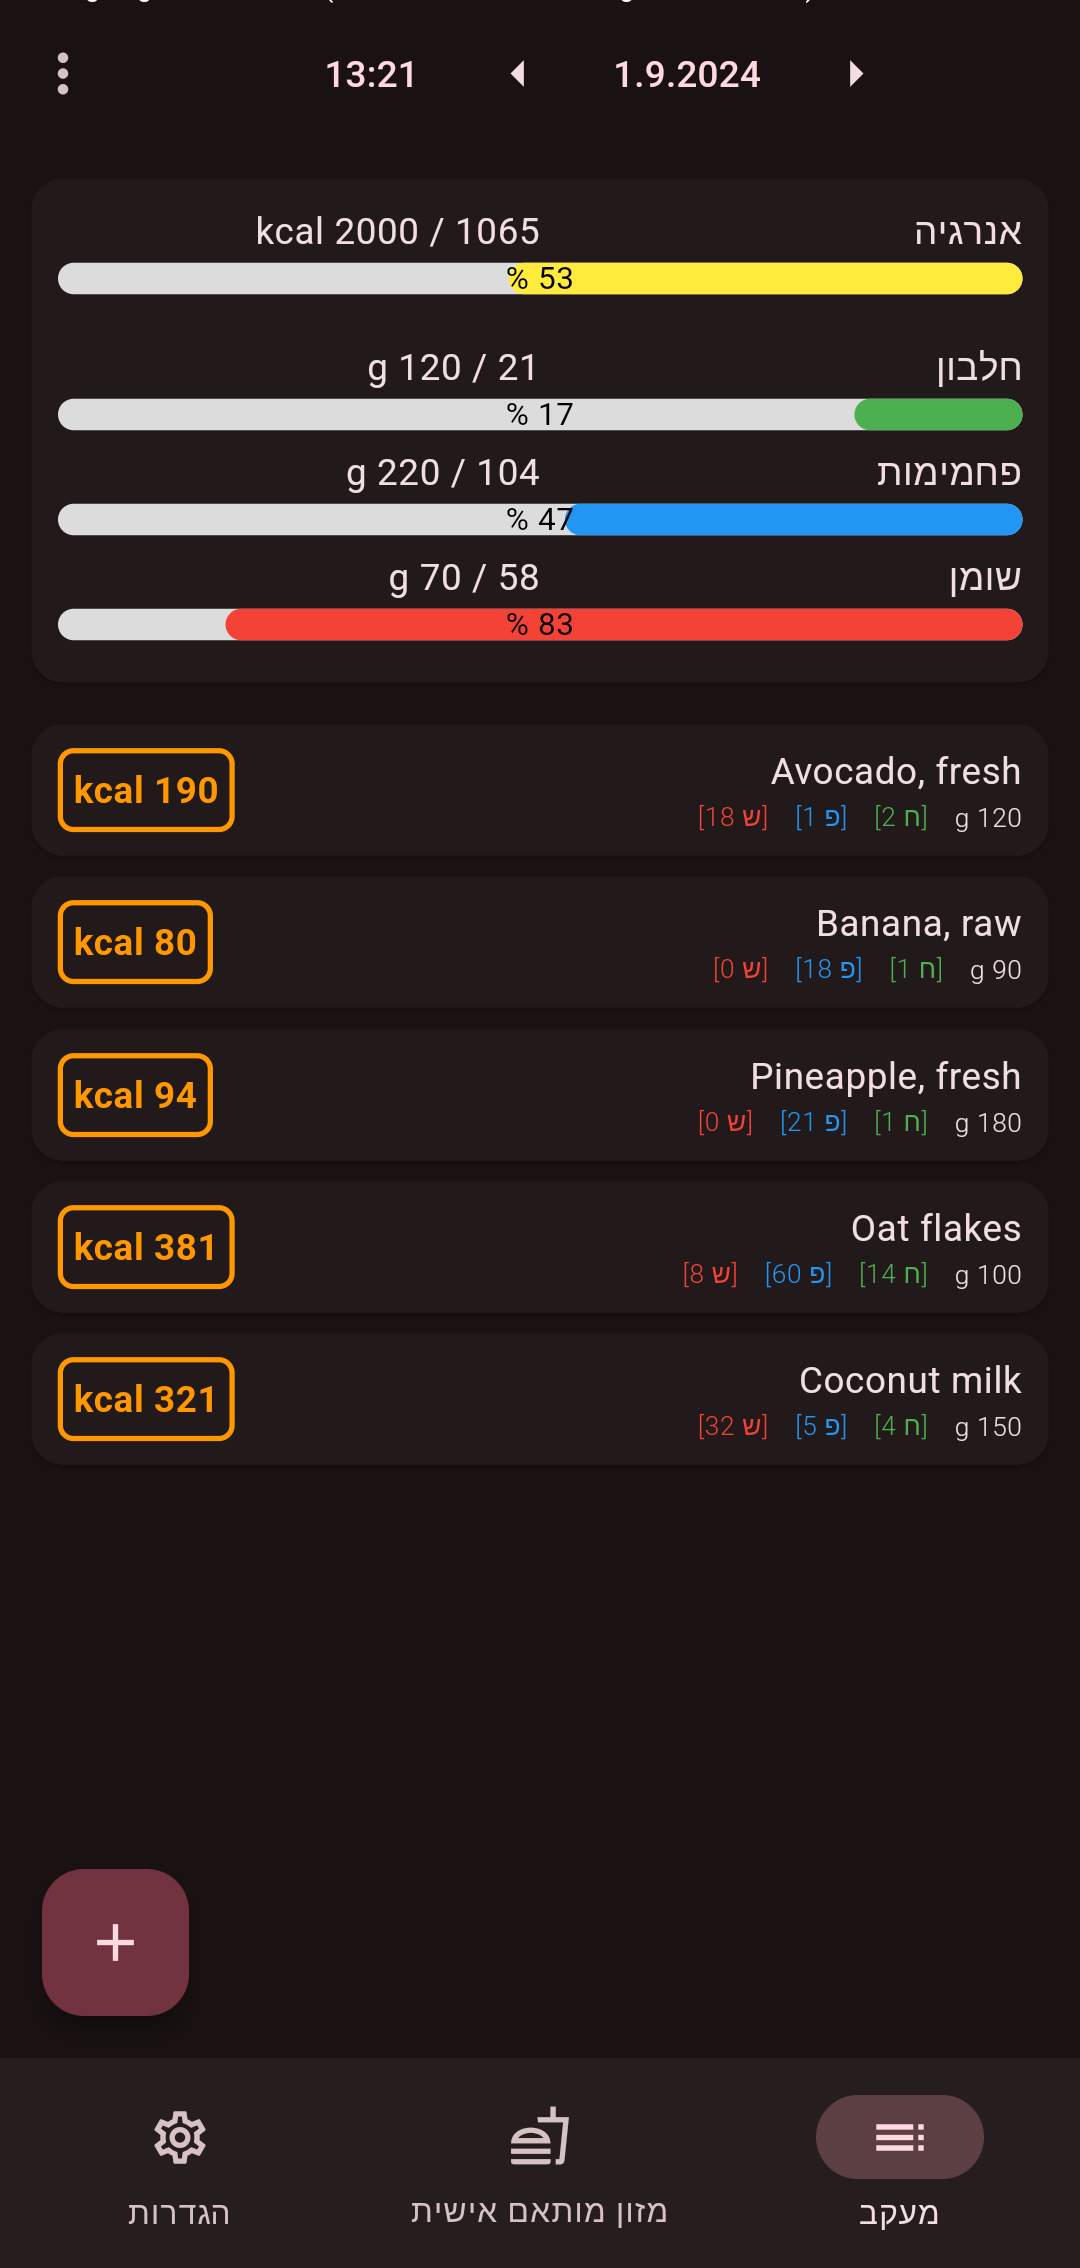 13:21
1.9.2024
אנרגיה
1065 / 2000 kcal
53 %
חלבון
21 / 120 g
17 %
פחמימות
104 / 220 g
47 %
שומן
58 / 70 g
83 %
Avocado, fresh
120 g [ח 2] [פ 1] [ש 18]
190 kcal
Banana, raw
90 g [ח 1] [פ 18] [ש 0]
80 kcal
Pineapple, fresh
180 g [ח 1] [פ 21] [ש 0]
94 kcal
Oat flakes
100 g [ח 14] [פ 60] [ש 8]
381 kcal
Coconut milk
150 g [ח 4] [פ 5] [ש 32]
321 kcal
מעקב
מזון מותאם אישית
הגדרות